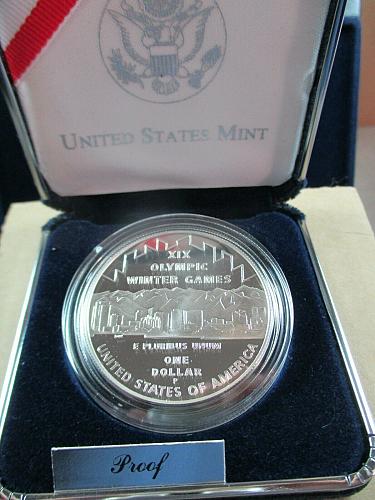 UNITED STATES MINT
XIX
OLYMPIC
WINTER GAMES
E PLURIBUS UNUM
ONE
DOLLAR
P
UNITED STATES OF AMERICA
Proof